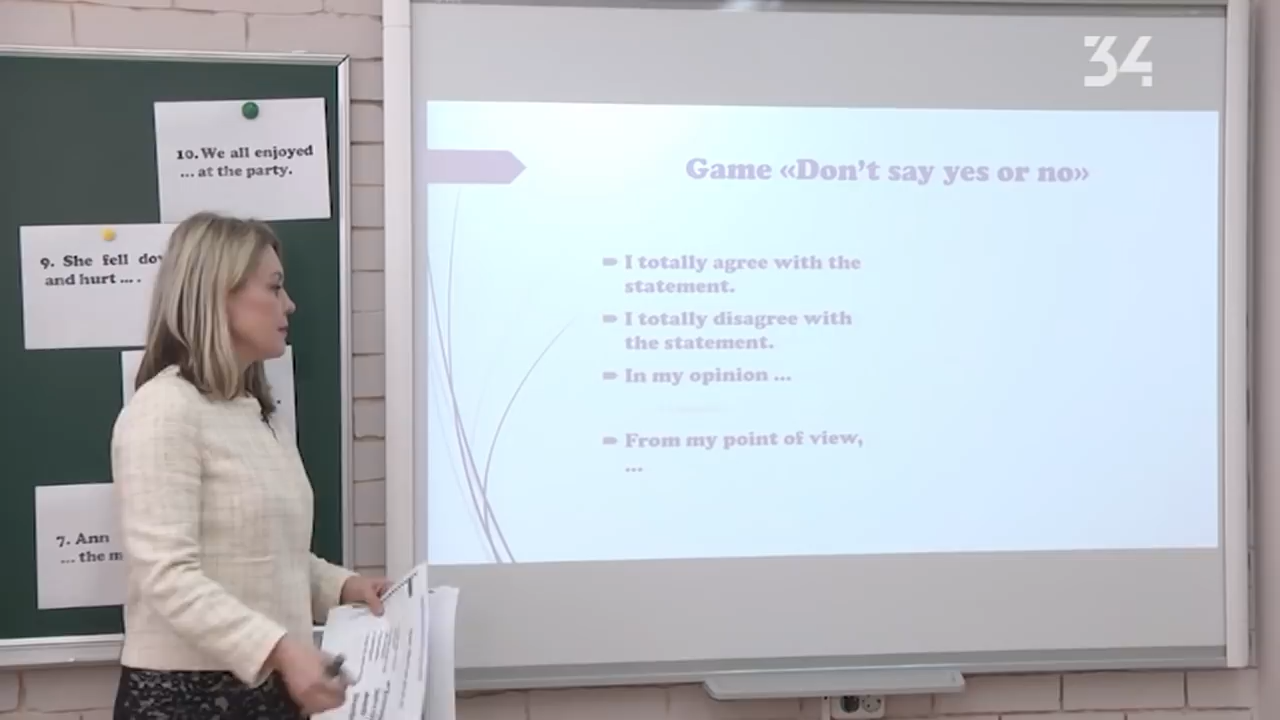 34
10. We all enjoyed
... at the party.
9. She fell
and hurt ... .
7. Ann
... the
Game «Don't say yes or no»
I totally agree with the
statement.
I totally disagree with
the statement.
In my opinion ...
From my point of view,
...